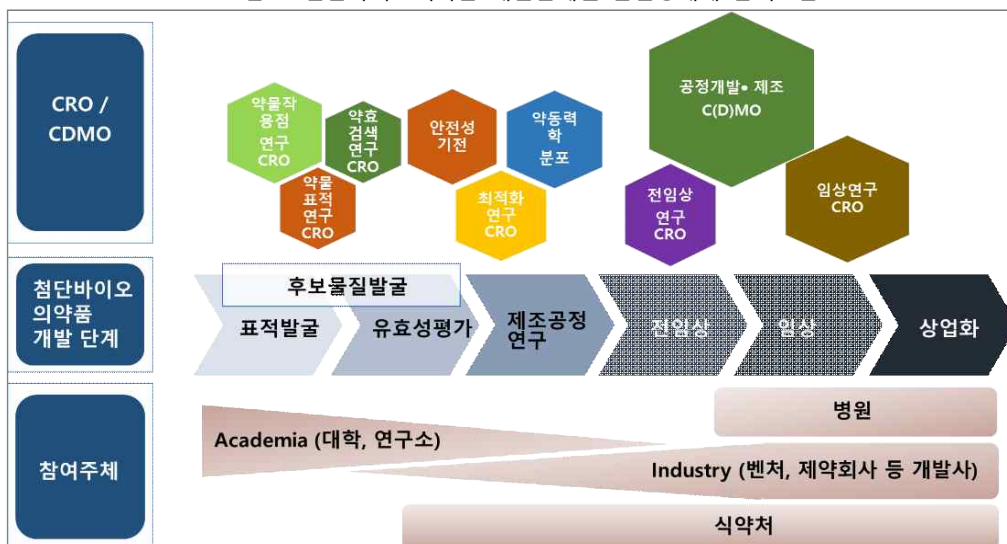 CRO /
CDMO
약물작
용점
연구
CRO
약효
검색
연구
CRO
약물
표적
연구
CRO
안전성
기전
최적화
연구
CRO
약동력
학
분포
공정개발• 제조
C(D)MO
전임상
연구
CRO
임상연구
CRO
첨단바이오
의약품
개발 단계
후보물질발굴
표적발굴
유효성평가
제조공정
연구
전임상
임상
상업화
참여주체
병원
Academia (대학, 연구소)
Industry (벤처, 제약회사 등 개발사)
식약처